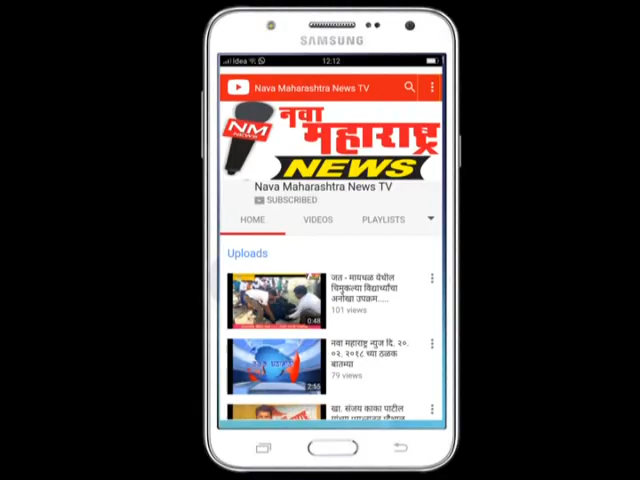 SAMSUNG
Idea
12:12
Nava Maharashtra News TV
NM
NEWS
नवा
महाराष्ट्र
NEWS
Nava Maharashtra News TV
SUBSCRIBED
HOME VIDEOS PLAYLISTS
Uploads
जत - मायथळ येथील
चिमुकल्या विद्यार्थ्यांचा
अनोखा उपक्रम.....
101 views
0:48
नवा महाराष्ट्र न्युज दि. २०.
०२. २०१८ च्या ठळक
बातम्या
79 views
2:55
खा. संजय काका पाटील